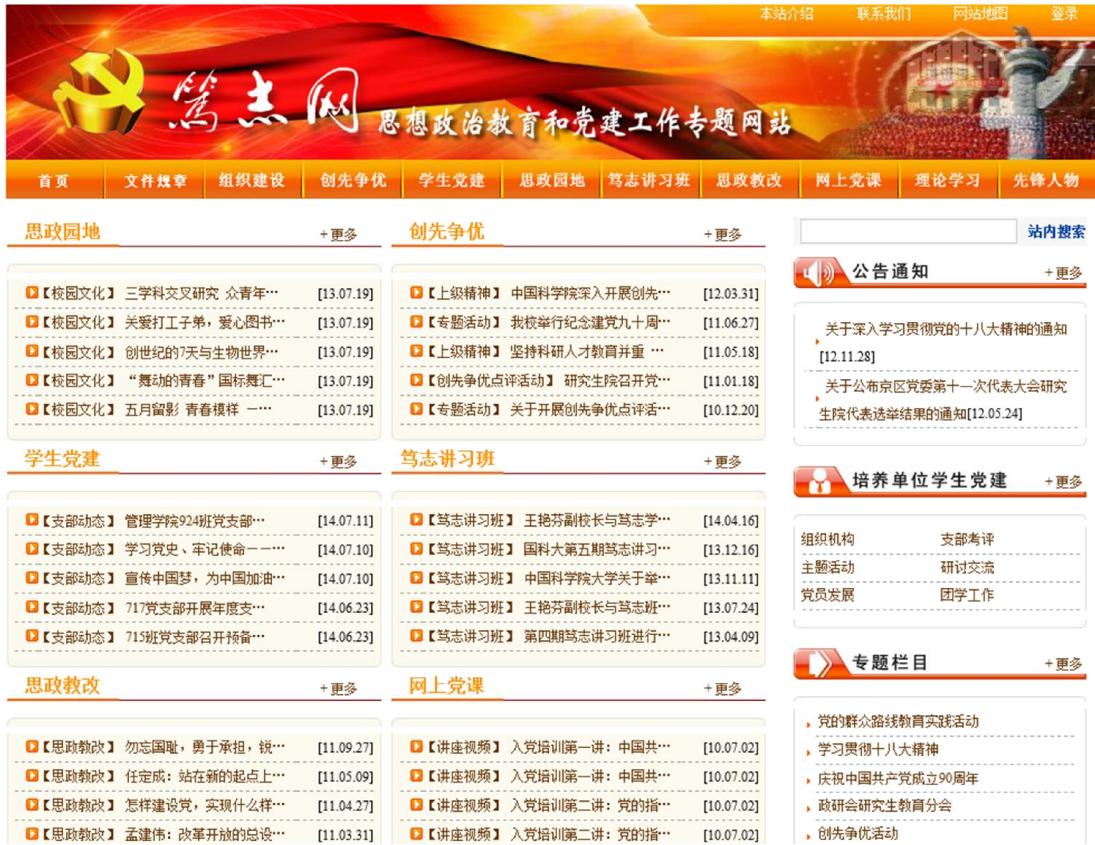 本站介绍 联系我们 网站地图 登录
笃志网 思想政治教育和党建工作专题网站
首页 文件规章 组织建设 创先争优 学生党建 思政园地 笃志讲习班 思政教改 网上党课 理论学习 先锋人物
思政园地 +更多
【校园文化】 三学科交叉研究 众青年… [13.07.19]
【校园文化】 关爱打工子弟，爱心图书… [13.07.19]
【校园文化】 创世纪的7天与生物世界… [13.07.19]
【校园文化】 “舞动的青春”国标舞汇… [13.07.19]
【校园文化】 五月留影 青春模样 一… [13.07.19]
创先争优 +更多
【上级精神】 中国科学院深入开展创先… [12.03.31]
【专题活动】 我校举行纪念建党九十周… [11.06.27]
【上级精神】 坚持科研人才教育并重 … [11.05.18]
【创先争优点评活动】 研究生院召开党… [11.01.18]
【专题活动】 关于开展创先争优点评活… [10.12.20]
学生党建 +更多
【支部动态】 管理学院924班党支部… [14.07.11]
【支部动态】 学习党史、牢记使命——… [14.07.10]
【支部动态】 宣传中国梦，为中国加油… [14.07.10]
【支部动态】 717党支部开展年度支… [14.06.23]
【支部动态】 715班党支部召开预备… [14.06.23]
笃志讲习班 +更多
【笃志讲习班】 王艳芬副校长与笃志学… [14.04.16]
【笃志讲习班】 国科大第五期笃志讲习… [13.12.16]
【笃志讲习班】 中国科学院大学关于举… [13.11.11]
【笃志讲习班】 王艳芬副校长与笃志班… [13.07.24]
【笃志讲习班】 第四期笃志讲习班进行… [13.04.09]
思政教改 +更多
【思政教改】 勿忘国耻，勇于承担，锐… [11.09.27]
【思政教改】 任定成：站在新的起点上… [11.05.09]
【思政教改】 怎样建设党，实现什么样… [11.04.27]
【思政教改】 孟建伟：改革开放的总设… [11.03.31]
网上党课 +更多
【讲座视频】 入党培训第一讲：中国共… [10.07.02]
【讲座视频】 入党培训第一讲：中国共… [10.07.02]
【讲座视频】 入党培训第二讲：党的指… [10.07.02]
【讲座视频】 入党培训第二讲：党的指… [10.07.02]
站内搜索
公告通知 +更多
关于深入学习贯彻党的十八大精神的通知
[12.11.28]
关于公布京区党委第十一次代表大会研究
生院代表选举结果的通知[12.05.24]
培养单位学生党建 +更多
组织机构 支部考评
主题活动 研讨交流
党员发展 团学工作
专题栏目 +更多
党的群众路线教育实践活动
学习贯彻十八大精神
庆祝中国共产党成立90周年
政研会研究生教育分会
创先争优活动